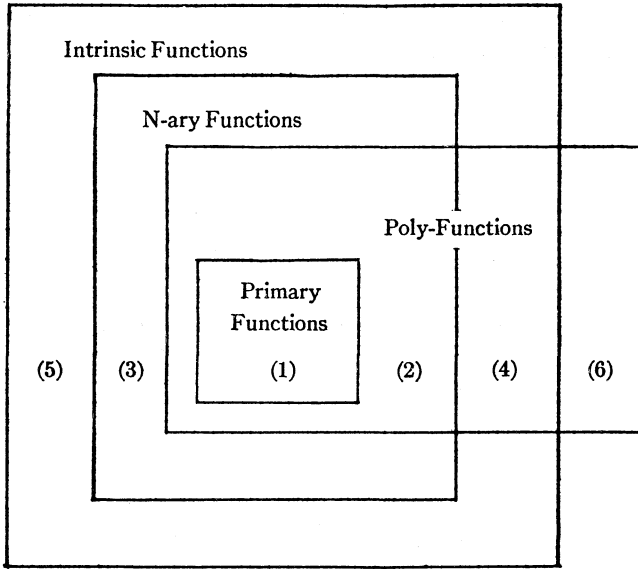 Intrinsic Functions
N-ary Functions
Poly-Functions
Primary
Functions
(5) (3) (1) (2) (4) (6)